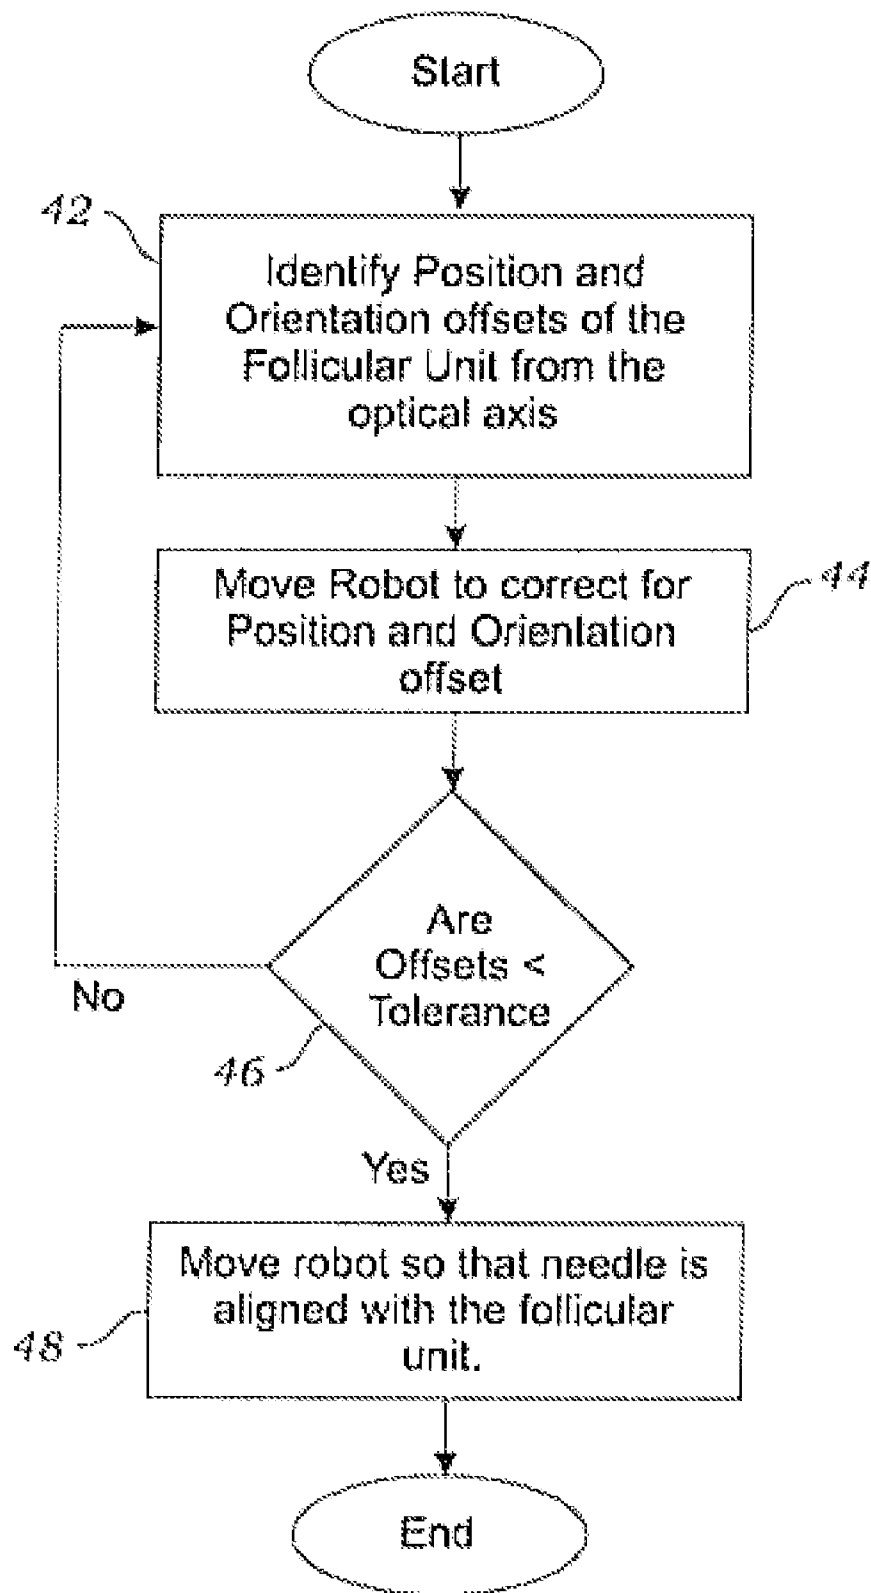 Start
42
Identify Position and
Orientation offsets of the
Follicular Unit from the
optical axis
Move Robot to correct for
Position and Orientation
offset
44
Are
Offsets <
Tolerance
No
46
Yes
Move robot so that needle is
aligned with the follicular
unit.
48
End